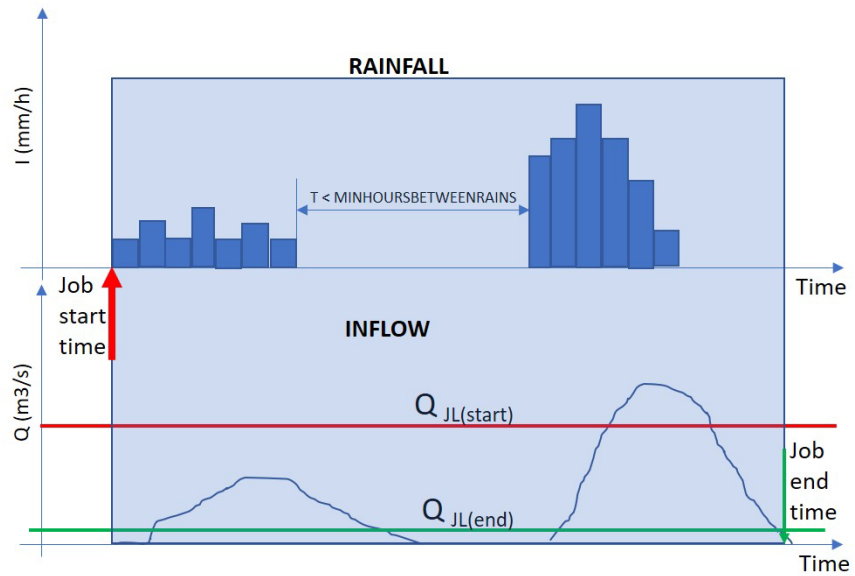 RAINFALL
I (mm/h)
T < MINHOURSBETWEENRAINS
Time
Job
start
time
INFLOW
Q (m3/s)
Q JL(start)
Job
end
time
Q JL(end)
Time